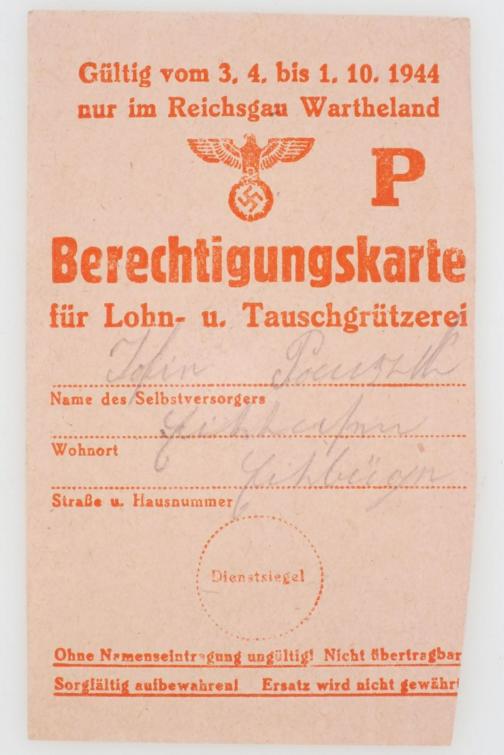 Gültig vom 3. 4. bis 1. 10. 1944
nur im Reichsgau Wartheland
P
Berechtigungskarte
für Lohn- u. Tauschgrützerei
Name des Selbstversorgers
Wohnort
Straße u. Hausnummer
Dienstsiegel
Ohne Namenseintragung ungültig! Nicht übertragbar
Sorgfältig aufbewahren! Ersatz wird nicht gewährt